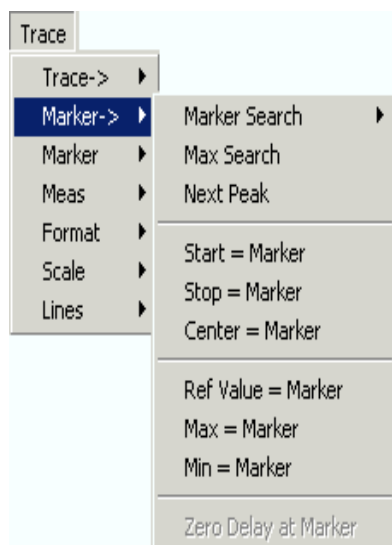 Trace
Trace->
Marker->
Marker
Meas
Format
Scale
Lines
Marker Search
Max Search
Next Peak
Start = Marker
Stop = Marker
Center = Marker
Ref Value = Marker
Max = Marker
Min = Marker
Zero Delay at Marker